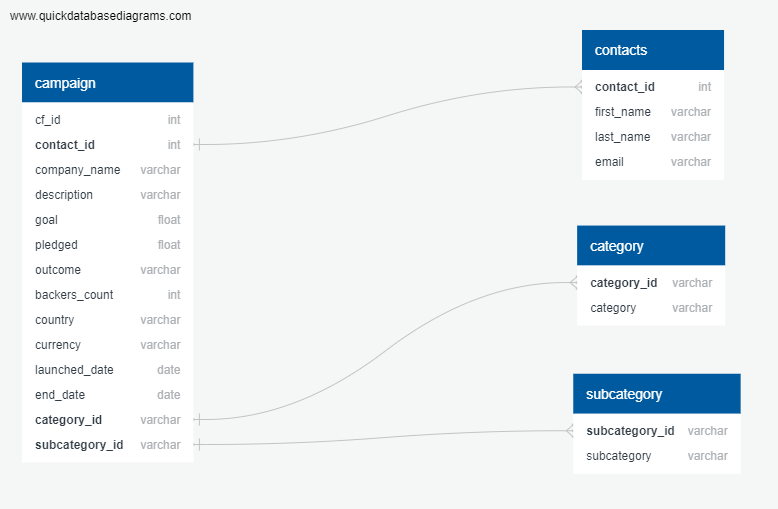 www.quickdatabasediagrams.com
campaign
cf_id int
contact_id int
company_name varchar
description varchar
goal float
pledged float
outcome varchar
backers_count int
country varchar
currency varchar
launched_date date
end_date date
category_id varchar
subcategory_id varchar
contacts
contact_id int
first_name varchar
last_name varchar
email varchar
category
category_id varchar
category varchar
subcategory
subcategory_id varchar
subcategory varchar